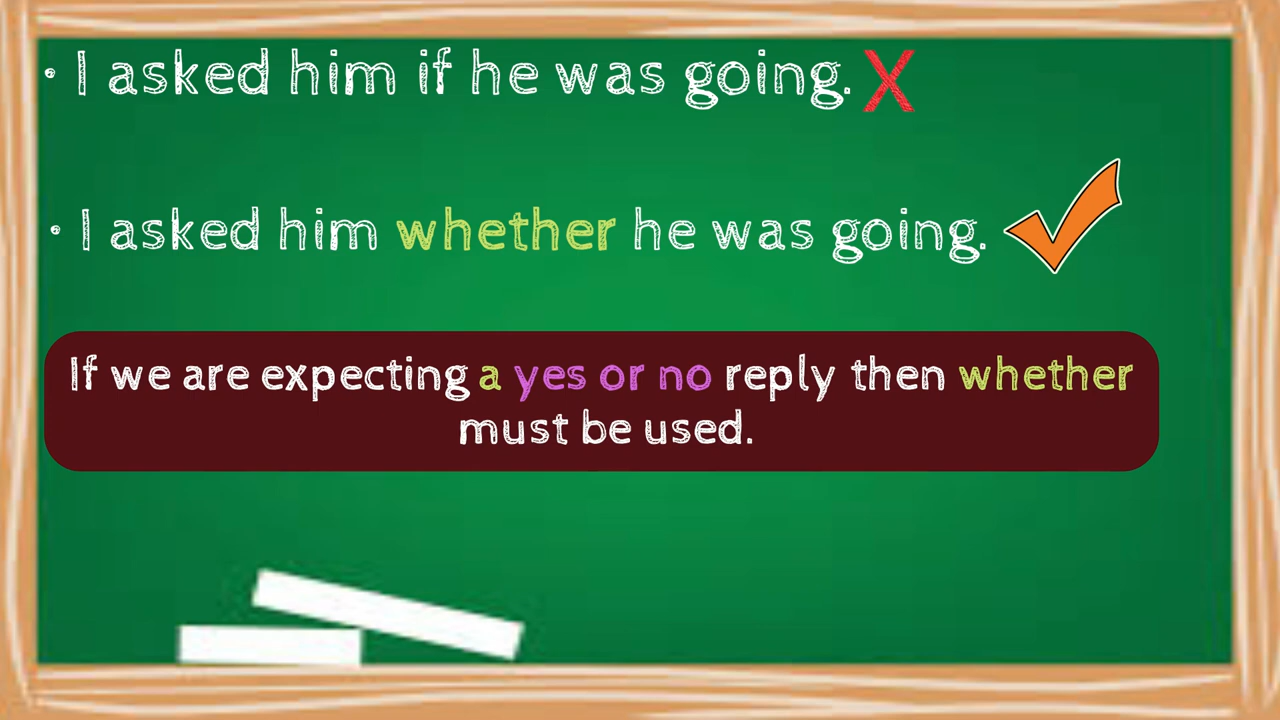 • I asked him if he was going. X
• I asked him whether he was going.
If we are expecting a yes or no reply then whether
must be used.